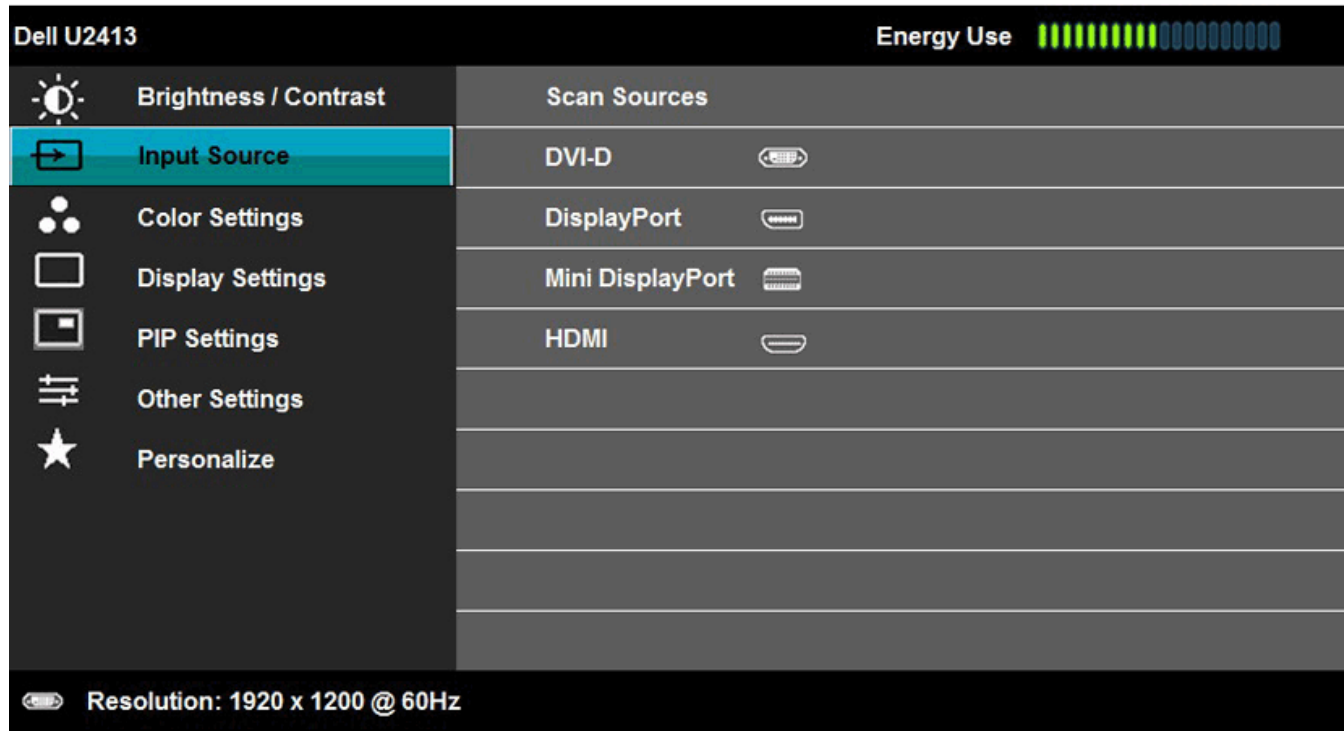 Dell U2413 Energy Use
Brightness / Contrast Scan Sources
Input Source DVI-D
Color Settings DisplayPort
Display Settings Mini DisplayPort
PIP Settings HDMI
Other Settings
Personalize
Resolution: 1920 x 1200 @ 60Hz